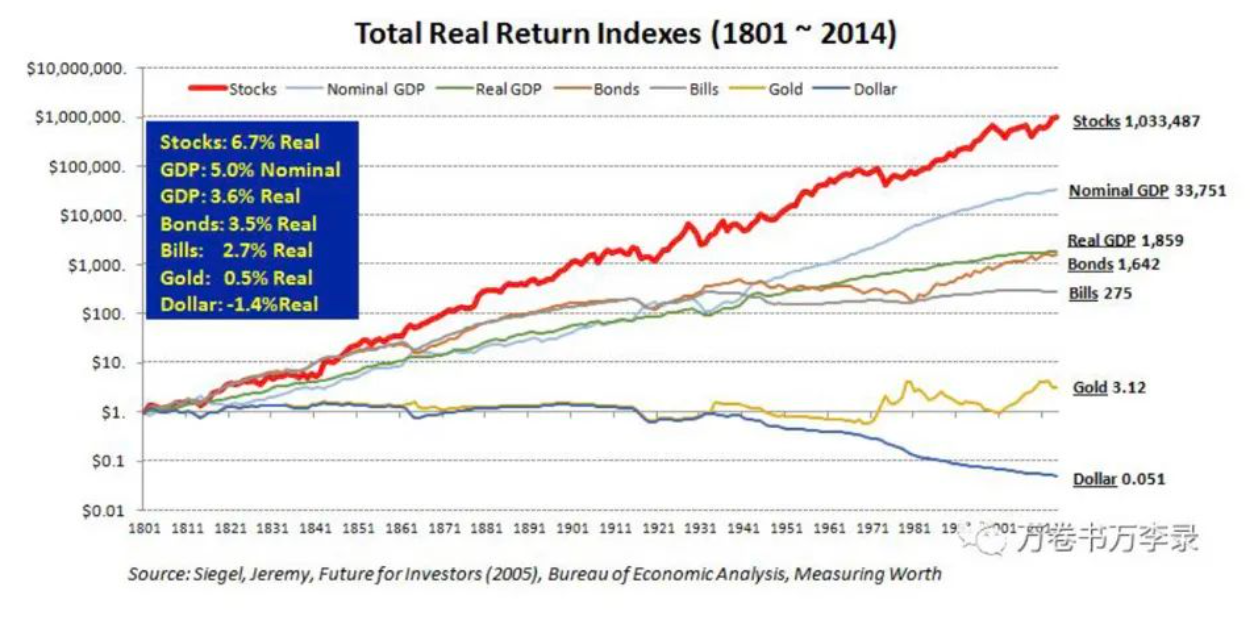 Total Real Return Indexes (1801 ~ 2014)
$10,000,000.
Stocks Nominal GDP Real GDP Bonds Bills Gold Dollar
$1,000,000.
$100,000.
$10,000.
$1,000.
$100.
$10.
$1.
$0.1
$0.01
Stocks: 6.7% Real
GDP: 5.0% Nominal
GDP: 3.6% Real
Bonds: 3.5% Real
Bills: 2.7% Real
Gold: 0.5% Real
Dollar: -1.4%Real
Stocks 1,033,487
Nominal GDP 33,751
Real GDP 1,859
Bonds 1,642
Bills 275
Gold 3.12
Dollar 0.051
1801 1811 1821 1831 1841 1851 1861 1871 1881 1891 1901 1911 1921 1931 1941 1951 1961 1971 1981
万卷书万李录
Source: Siegel, Jeremy, Future for Investors (2005), Bureau of Economic Analysis, Measuring Worth